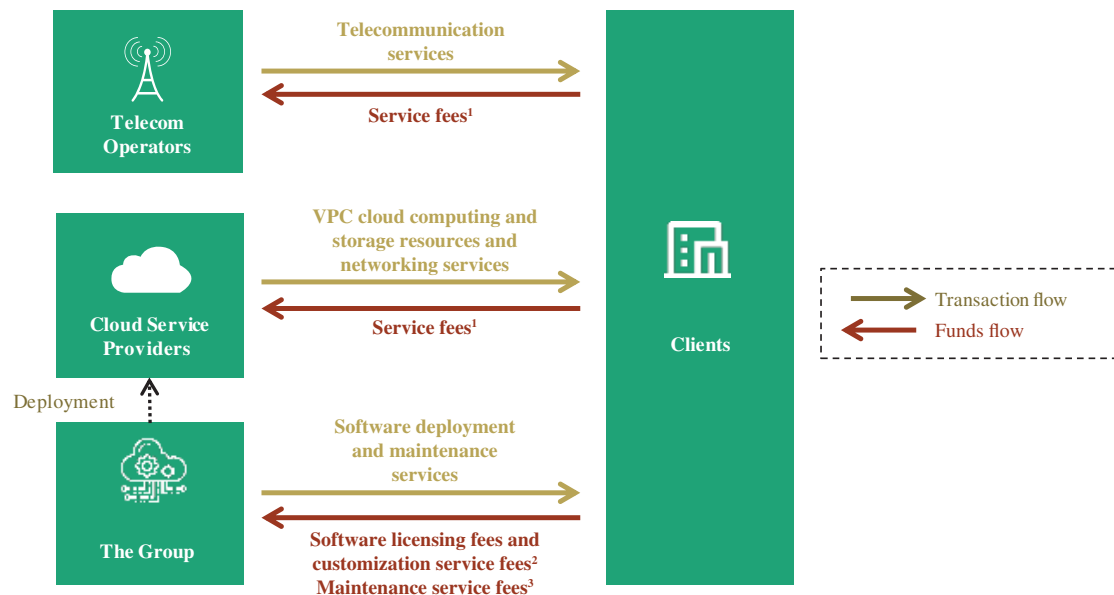 Telecom
Operators
Telecommunication
services
Service fees¹
Cloud Service
Providers
VPC cloud computing and
storage resources and
networking services
Service fees¹
Deployment
The Group
Software deployment
and maintenance
services
Software licensing fees and
customization service fees²
Maintenance service fees³
Clients
Transaction flow
Funds flow